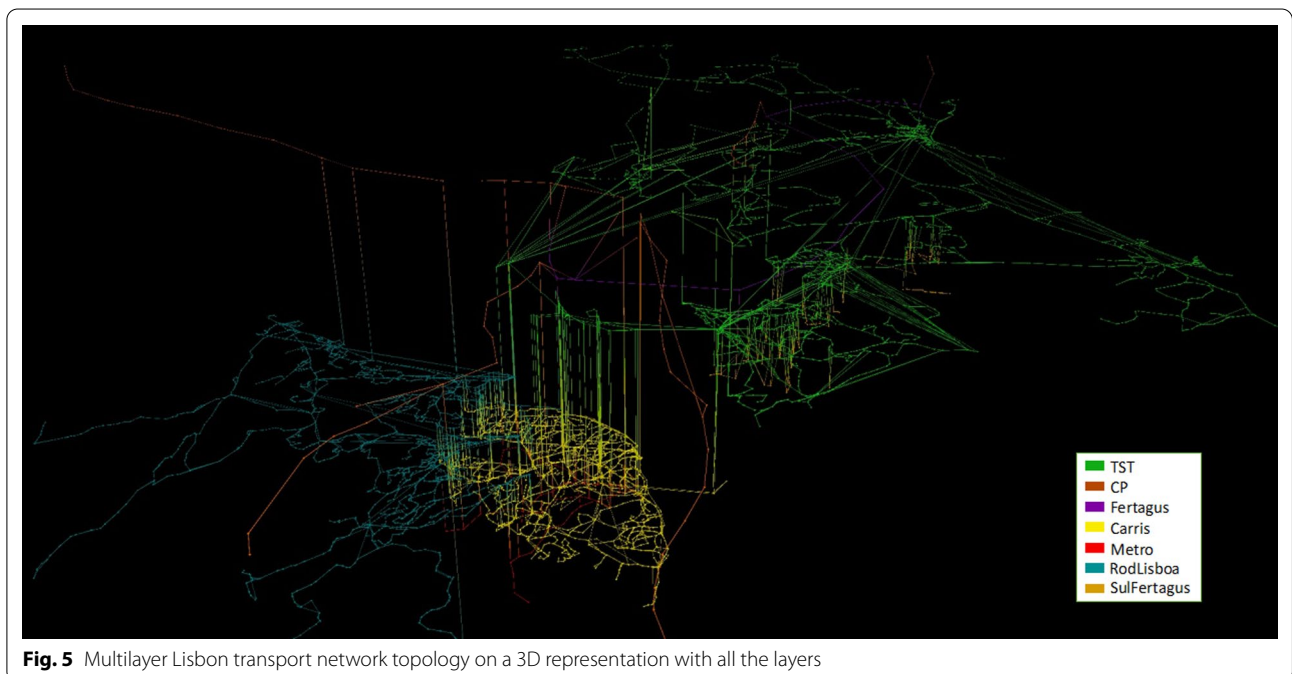 TST
CP
Fertagus
Carris
Metro
RodLisboa
SulFertagus
Fig. 5 Multilayer Lisbon transport network topology on a 3D representation with all the layers